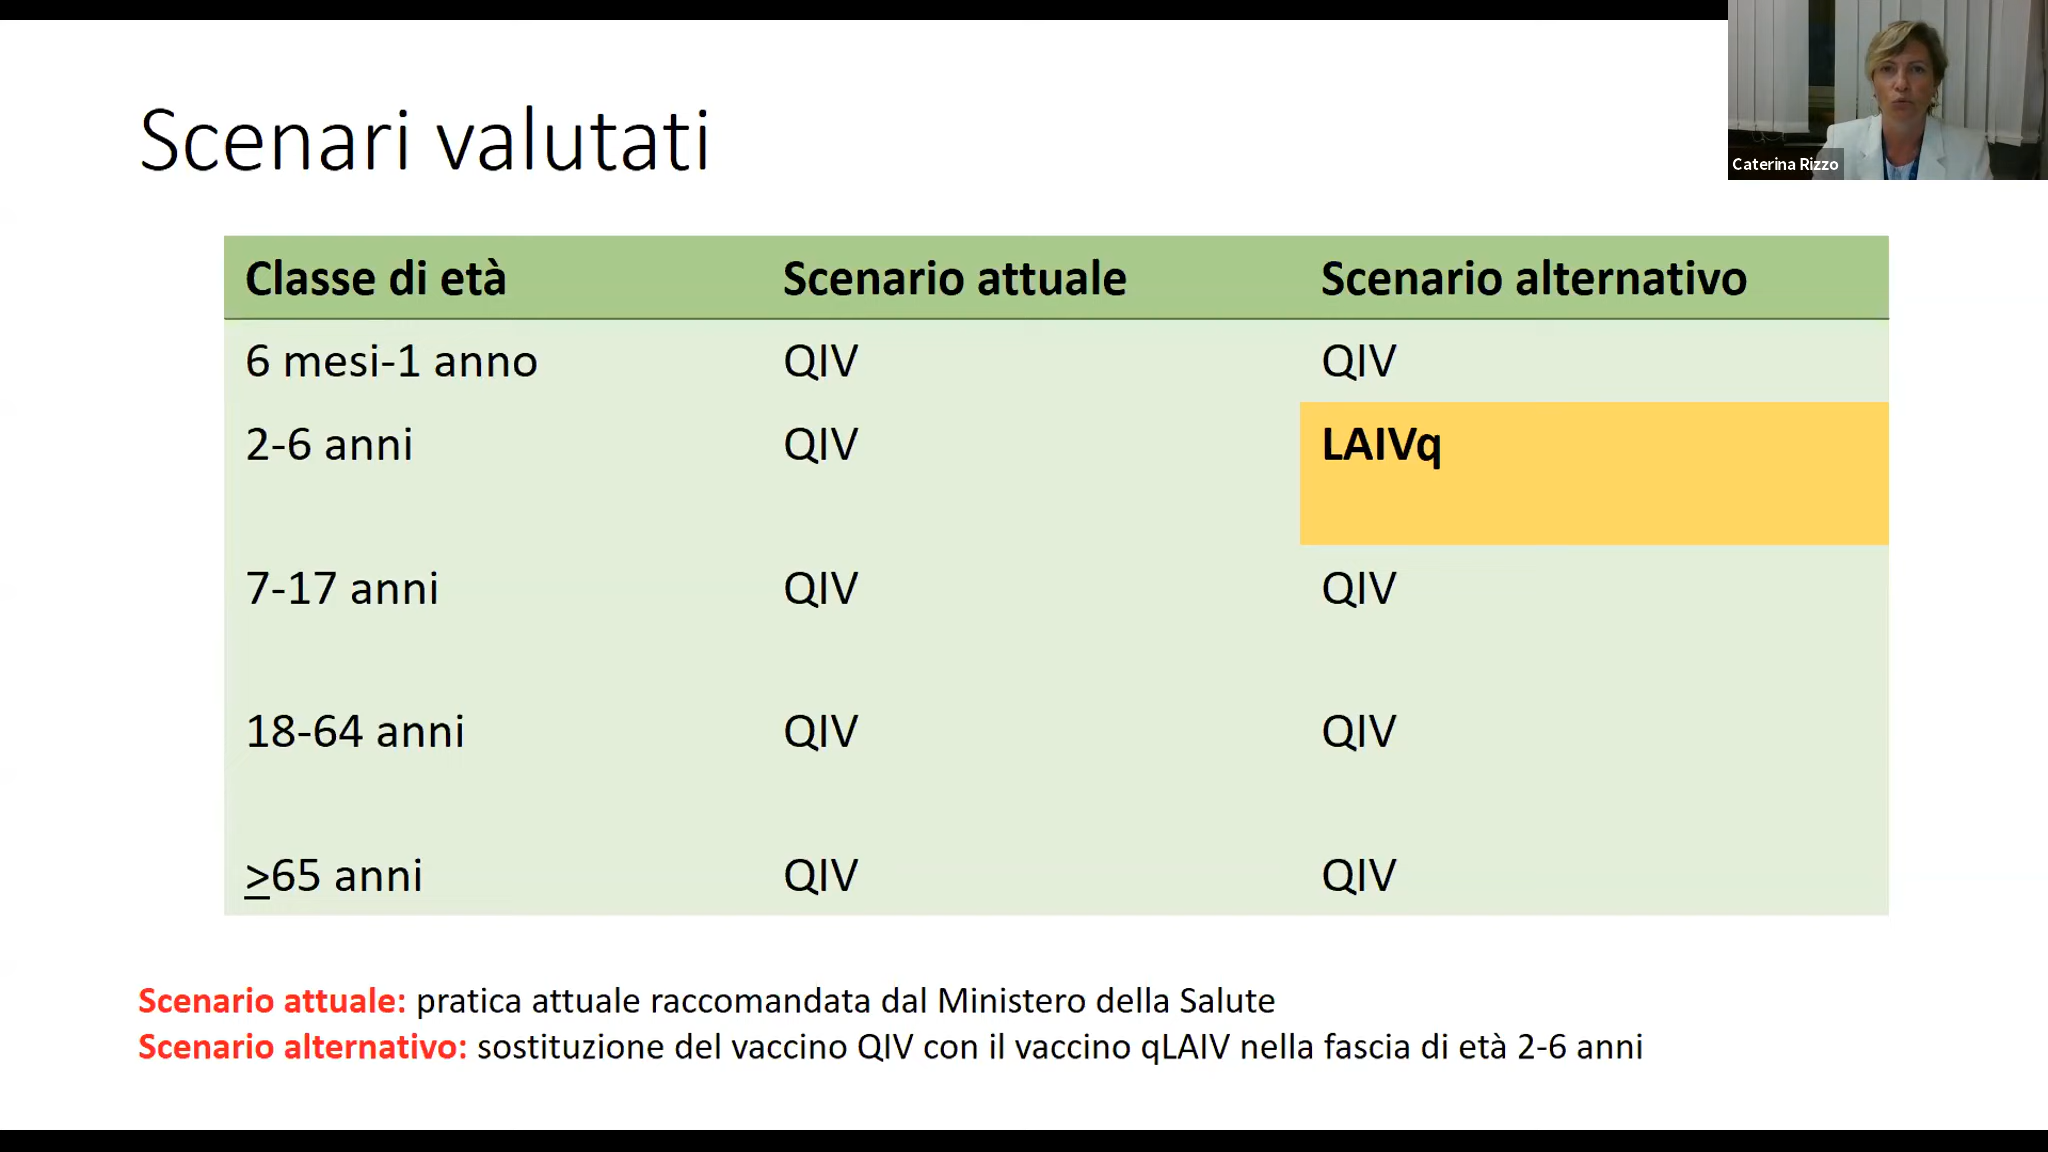 Scenari valutati
Caterina Rizzo
Classe di età Scenario attuale Scenario alternativo
6 mesi-1 anno QIV QIV
2-6 anni QIV LAIVq
7-17 anni QIV QIV
18-64 anni QIV QIV
>65 anni QIV QIV
Scenario attuale: pratica attuale raccomandata dal Ministero della Salute
Scenario alternativo: sostituzione del vaccino QIV con il vaccino qLAIV nella fascia di età 2-6 anni